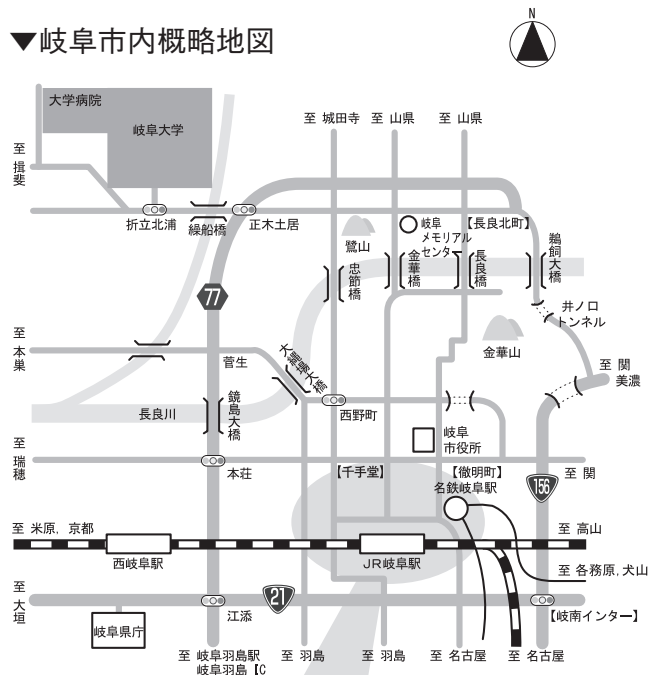 ▼岐阜市内概略地図
N
大学病院
岐阜大学
至 城田寺
至 山県
至 山県
至 揖斐
折立北浦
繰船橋
正木土居
鷺山
岐阜
メモリアル
センター
【長良北町】
忠節橋
金華橋
長良橋
鵜飼大橋
77
井ノ口
トンネル
至 本巣
菅生
大縄場大橋
金華山
至 関
美濃
長良川
鏡島大橋
西野町
岐阜
市役所
至 瑞穂
本荘
【千手堂】
【徹明町】
名鉄岐阜駅
至 関
156
至 米原, 京都
至 高山
西岐阜駅
JR岐阜駅
至 各務原, 犬山
至 大垣
21
江添
【岐南インター】
岐阜県庁
至 岐阜羽島駅
岐阜羽島【C
至 羽島
至 羽島
至 名古屋
至 名古屋